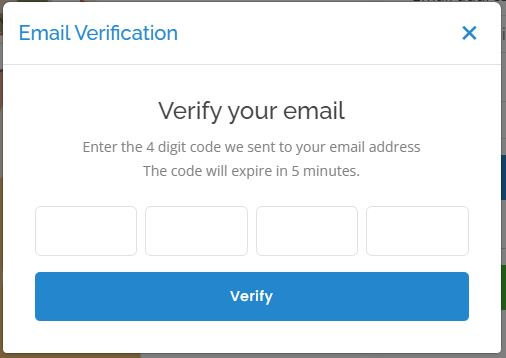 Email Verification
Verify your email
Enter the 4 digit code we sent to your email address
The code will expire in 5 minutes.
Verify